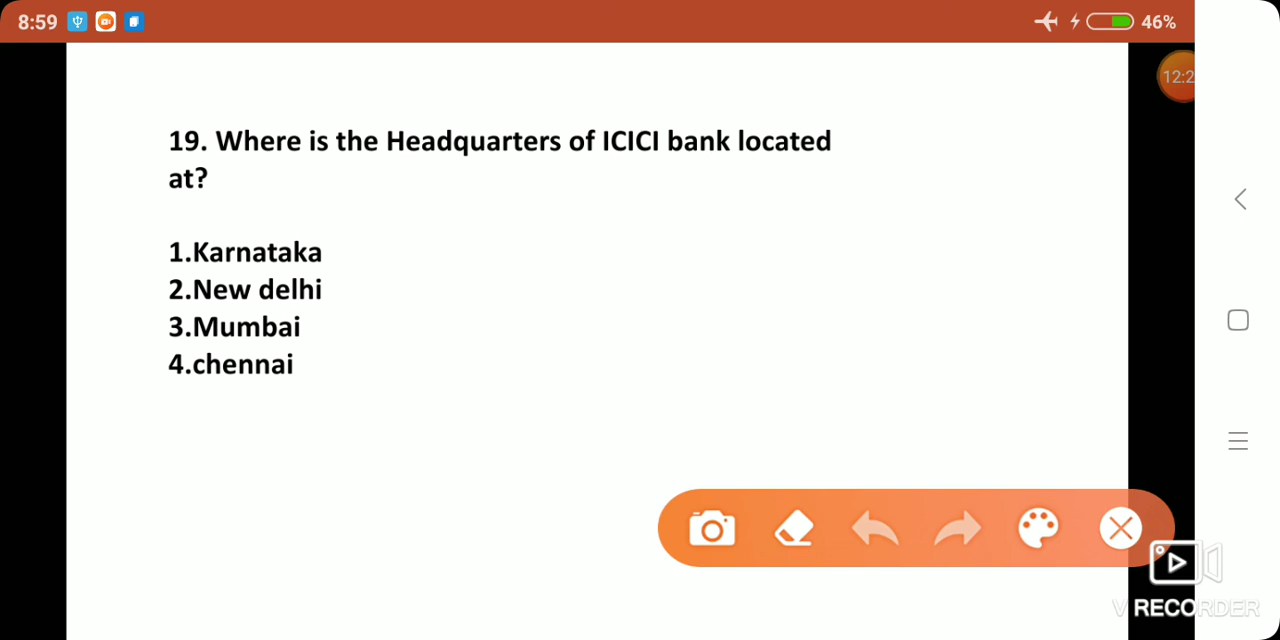 8:59
46%
12:2
19. Where is the Headquarters of ICICI bank located
at?
1.Karnataka
2.New delhi
3.Mumbai
4.chennai
V RECORDER